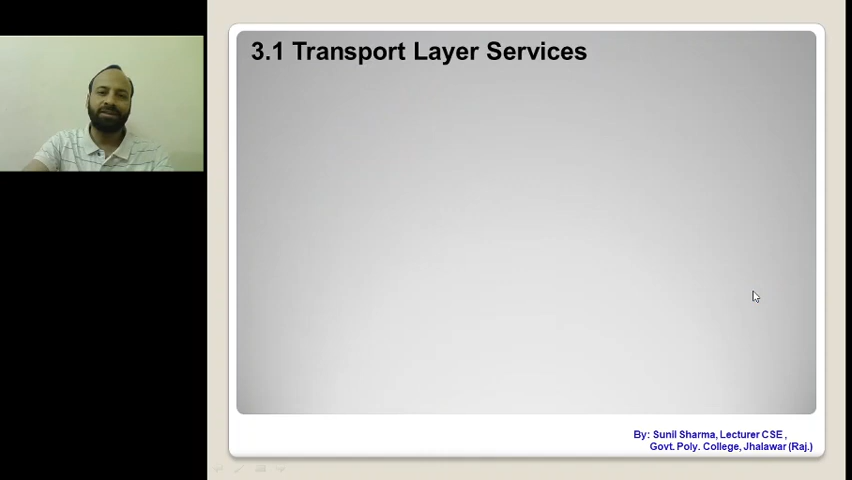 3.1 Transport Layer Services
By: Sunil Sharma, Lecturer CSE ,
Govt. Poly. College, Jhalawar (Raj.)